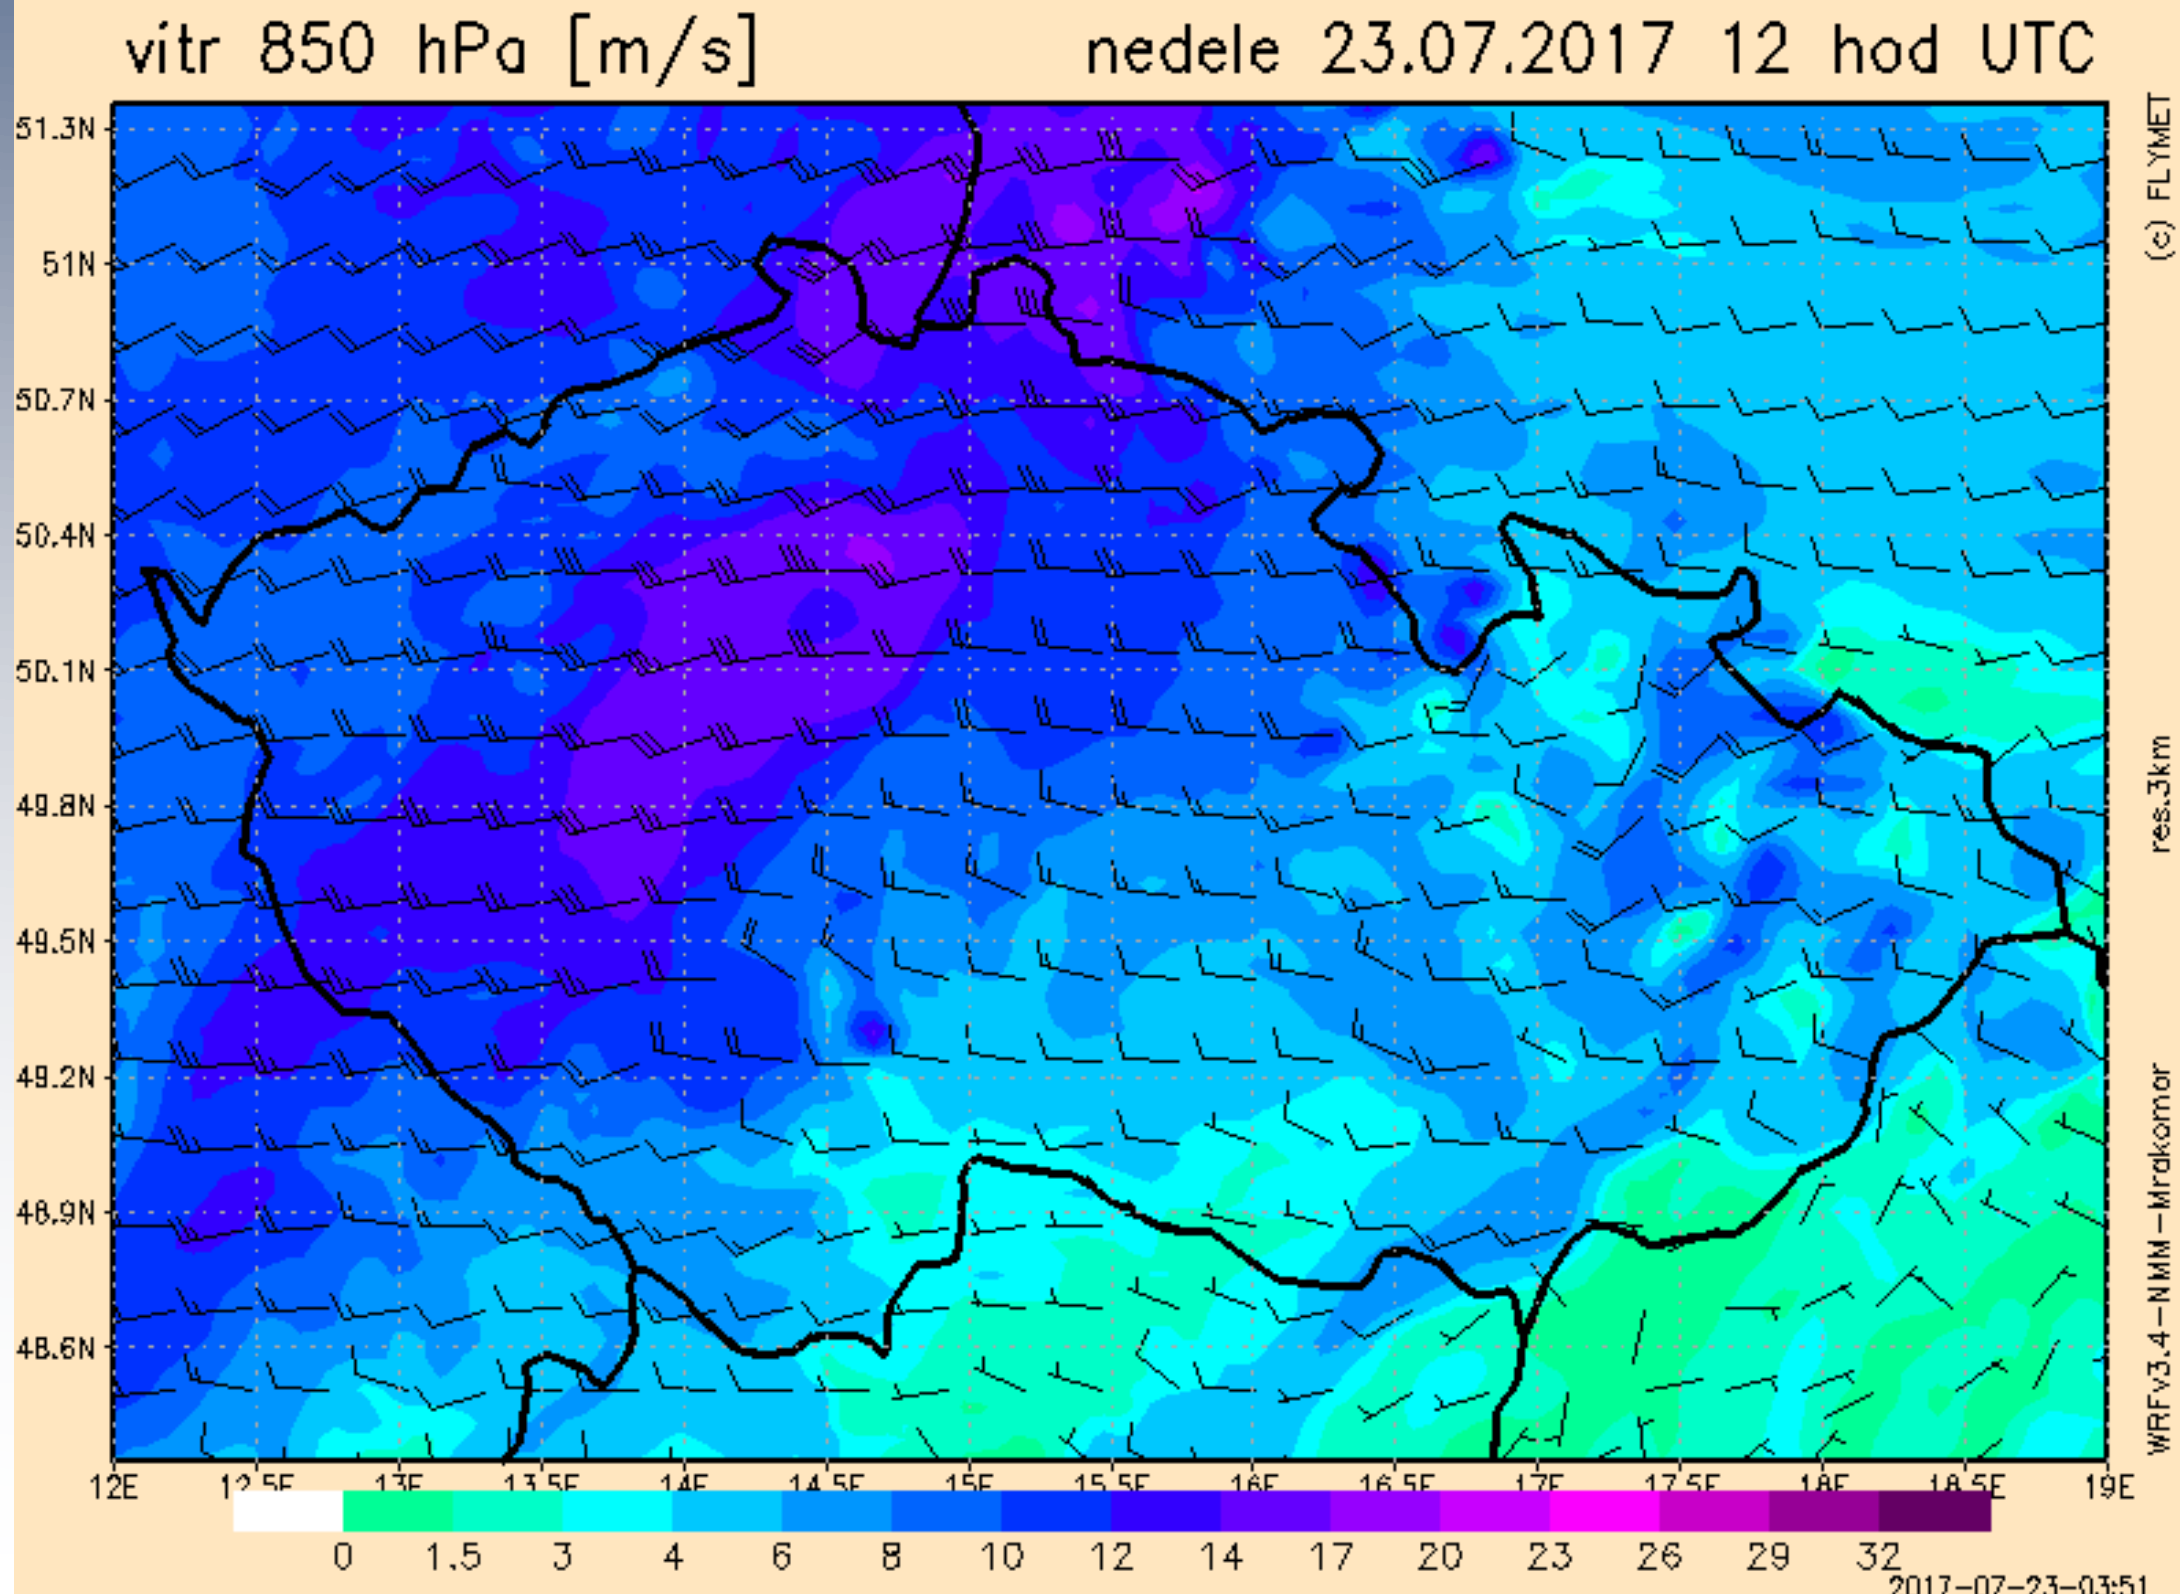 vitr 850 hPa [m/s]
nedele 23.07.2017 12 hod UTC
(c) FLYMET
51.3N
51N
50.7N
50.4N
50.1N
49.8N
49.5N
49.2N
48.9N
48.6N
res.3km
WRFv3.4-NMM-Mrakomor
12E 12.5E 13E 13.5E 14E 14.5E 15E 15.5E 16E 16.5E 17E 17.5E 18E 18.5E 19E
0 1.5 3 4 6 8 10 12 14 17 20 23 26 29 32
2017-07-23-03:51